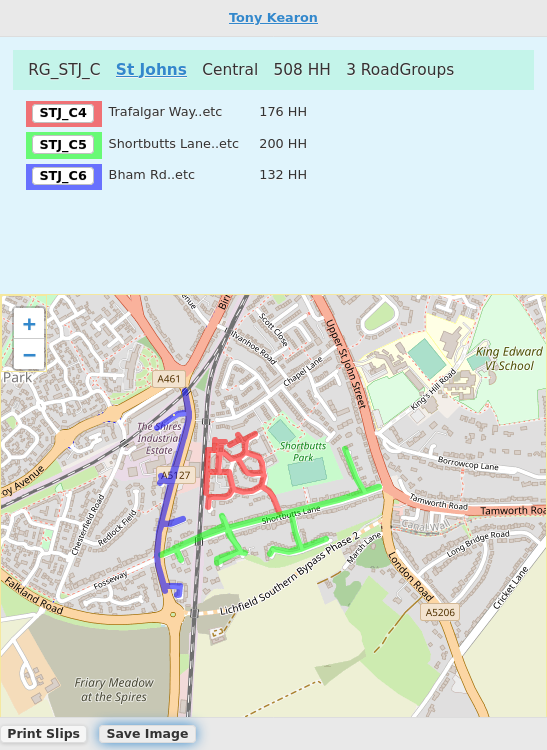 Tony Kearon
RG_STJ_C St Johns Central 508 HH 3 RoadGroups
STJ_C4 Trafalgar Way..etc 176 HH
STJ_C5 Shortbutts Lane..etc 200 HH
STJ_C6 Bham Rd..etc 132 HH
+
−
Scott Close
Ivanhoe Road
Upper St John Street
King Edward
VI School
Chapel Lane
Park
A461
King's Hill Road
The Shires
Industrial
Estate
Shortbutts
Park
Borrowcop Lane
oy Avenue
A5127
Tamworth Road
Tamworth Roa
Chesterfield Road
Redlock Field
Shortbutts Lane
Canal Wal
Long Bridge Road
Marsh Lane
Fosseway
Lichfield Southern Bypass Phase 2
London Road
Cricket Lane
Falkland Road
A5206
Friary Meadow
at the Spires
Print Slips Save Image